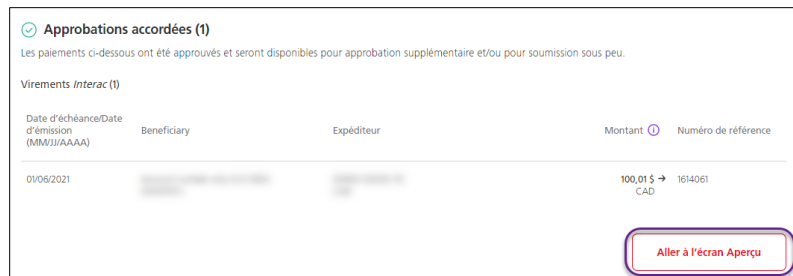 Approbations accordées (1)
Les paiements ci-dessous ont été approuvés et seront disponibles pour approbation supplémentaire et/ou pour soumission sous peu.
Virements Interac (1)
Date d'échéance/Date
d'émission
(MM/JJ/AAAA)
Beneficiary
Expéditeur
Montant
Numéro de référence
01/06/2021
100,01 $ →
CAD
1614061
Aller à l'écran Aperçu